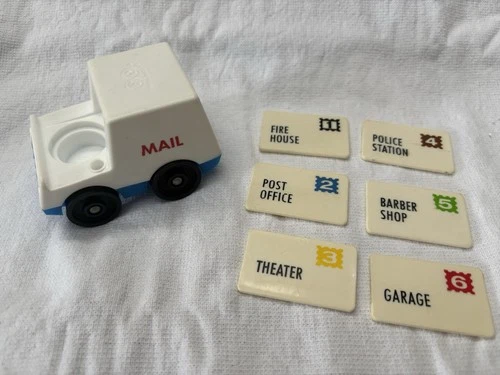 MAIL
FIRE
HOUSE
1
POLICE
STATION
4
POST
OFFICE
2
BARBER
SHOP
5
THEATER
3
GARAGE
6